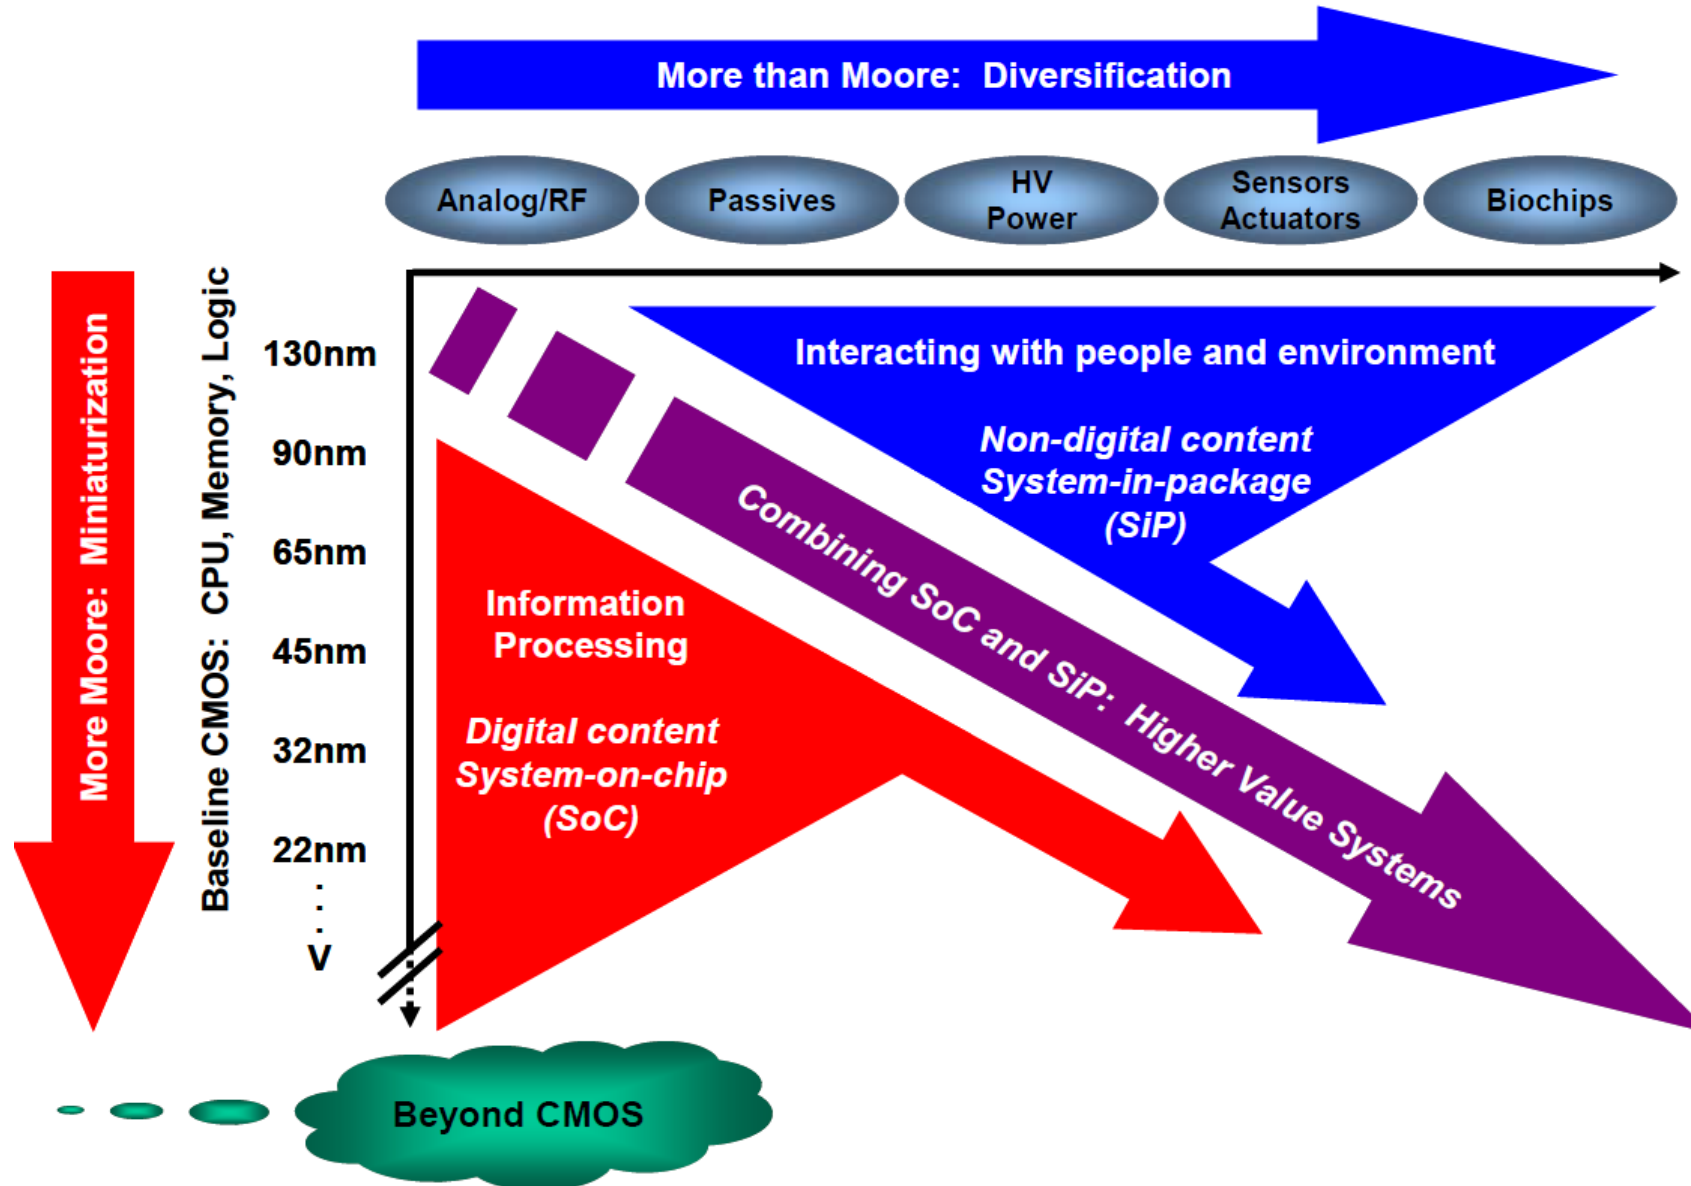 More than Moore: Diversification
Analog/RF
Passives
HV
Power
Sensors
Actuators
Biochips
More Moore: Miniaturization
Baseline CMOS: CPU, Memory, Logic
130nm
90nm
65nm
45nm
32nm
22nm
.
.
.
V
Interacting with people and environment
Non-digital content
System-in-package
(SiP)
Combining SoC and SiP: Higher Value Systems
Information
Processing
Digital content
System-on-chip
(SoC)
Beyond CMOS